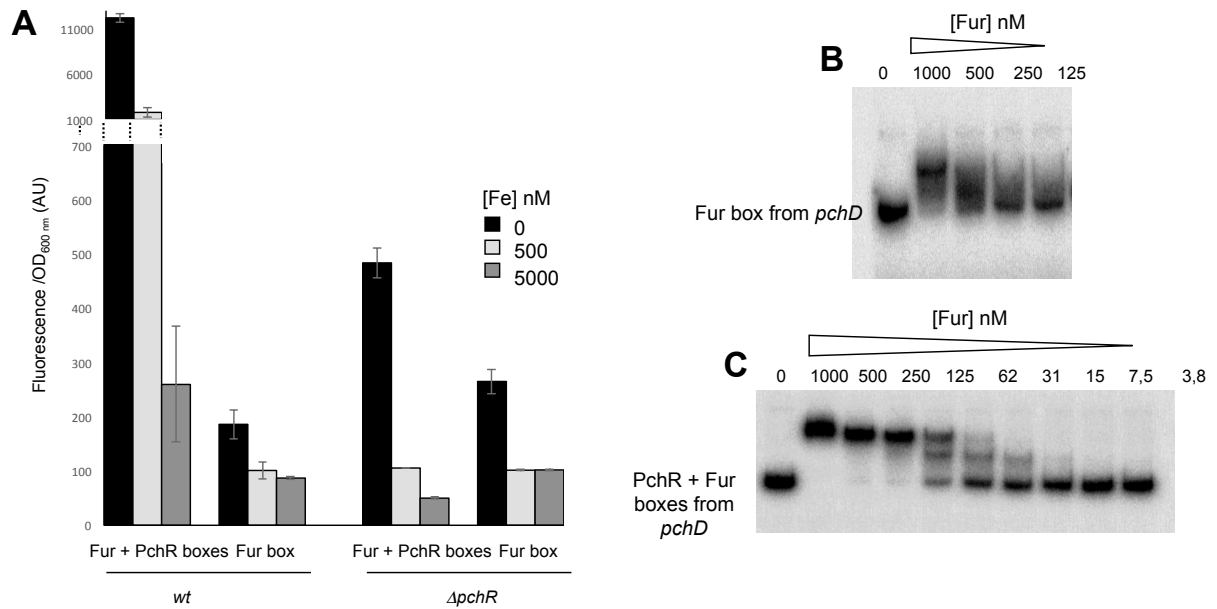 A
11000
6000
1000
700
600
500
400
300
200
100
0
Fluorescence /OD600 nm (AU)
[Fe] nM
0
500
5000
Fur + PchR boxes Fur box Fur + PchR boxes Fur box
wt ΔpchR
B
[Fur] nM
0 1000 500 250 125
Fur box from pchD
C
[Fur] nM
0 1000 500 250 125 62 31 15 7,5 3,8
PchR + Fur
boxes from
pchD